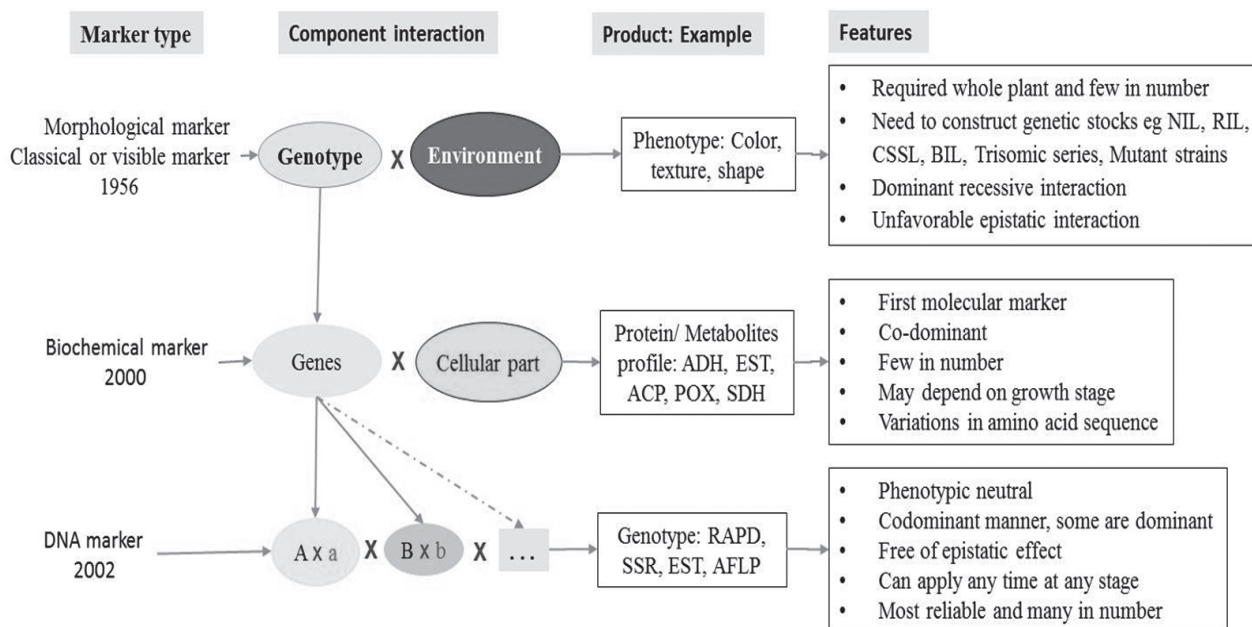 Marker type
Component interaction
Product: Example
Features
Morphological marker
Classical or visible marker
1956
Genotype
X
Environment
Phenotype: Color,
texture, shape
• Required whole plant and few in number
• Need to construct genetic stocks eg NIL, RIL,
CSSL, BIL, Trisomic series, Mutant strains
• Dominant recessive interaction
• Unfavorable epistatic interaction
Biochemical marker
2000
Genes
X
Cellular part
Protein/ Metabolites
profile: ADH, EST,
ACP, POX, SDH
• First molecular marker
• Co-dominant
• Few in number
• May depend on growth stage
• Variations in amino acid sequence
DNA marker
2002
A x a
X
B x b
X
...
Genotype: RAPD,
SSR, EST, AFLP
• Phenotypic neutral
• Codominant manner, some are dominant
• Free of epistatic effect
• Can apply any time at any stage
• Most reliable and many in number